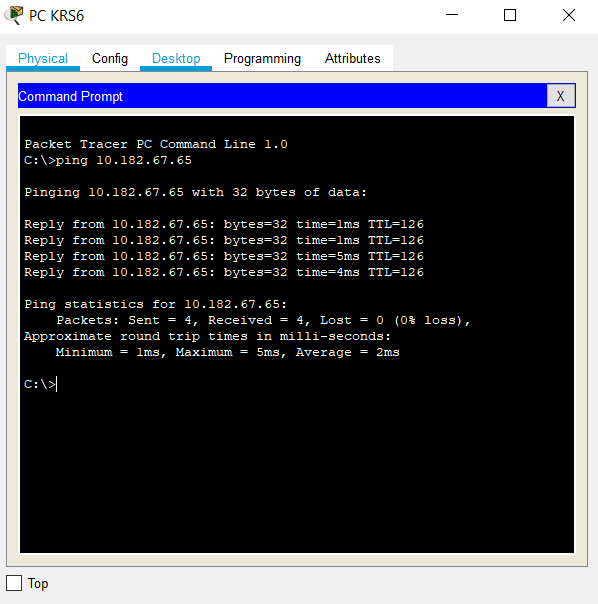 PC KRS6
Physical Config Desktop Programming Attributes
Command Prompt X
Packet Tracer PC Command Line 1.0
C:\>ping 10.182.67.65
Pinging 10.182.67.65 with 32 bytes of data:
Reply from 10.182.67.65: bytes=32 time=1ms TTL=126
Reply from 10.182.67.65: bytes=32 time=1ms TTL=126
Reply from 10.182.67.65: bytes=32 time=5ms TTL=126
Reply from 10.182.67.65: bytes=32 time=4ms TTL=126
Ping statistics for 10.182.67.65:
Packets: Sent = 4, Received = 4, Lost = 0 (0% loss),
Approximate round trip times in milli-seconds:
Minimum = 1ms, Maximum = 5ms, Average = 2ms
C:\>
Top